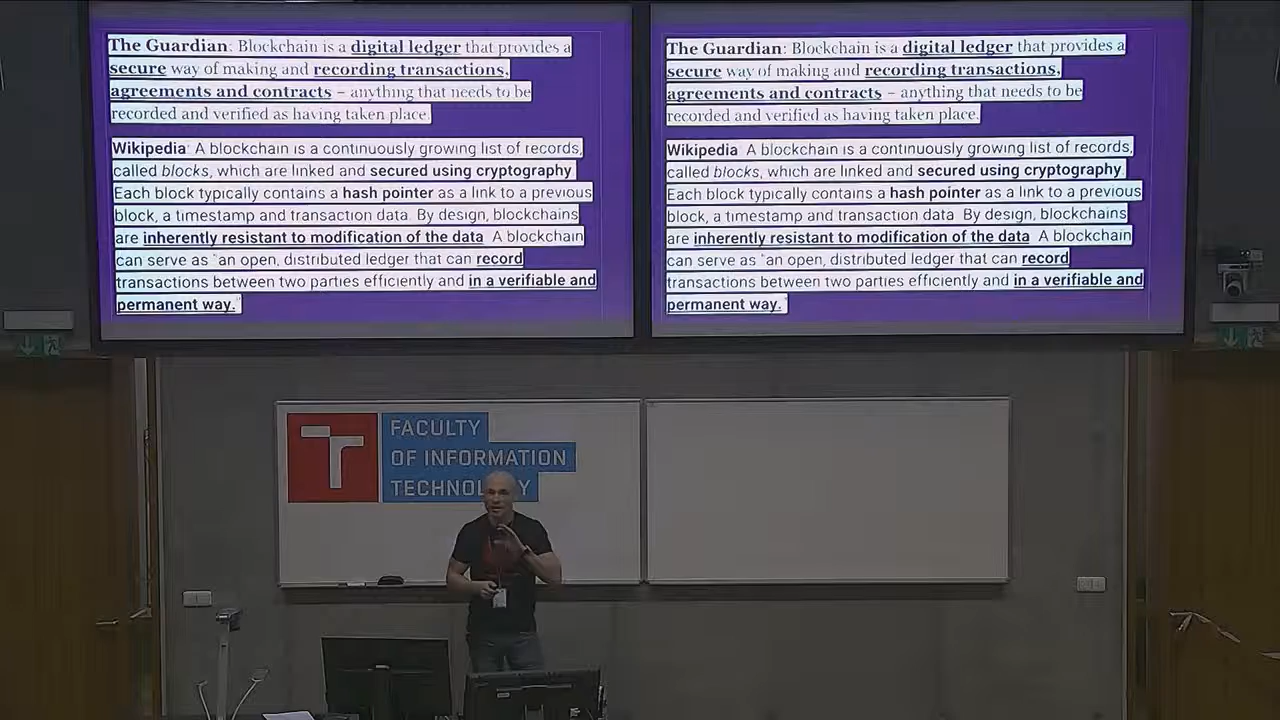 The Guardian: Blockchain is a digital ledger that provides a
secure way of making and recording transactions,
agreements and contracts – anything that needs to be
recorded and verified as having taken place.
Wikipedia: A blockchain is a continuously growing list of records,
called blocks, which are linked and secured using cryptography.
Each block typically contains a hash pointer as a link to a previous
block, a timestamp and transaction data. By design, blockchains
are inherently resistant to modification of the data. A blockchain
can serve as "an open, distributed ledger that can record
transactions between two parties efficiently and in a verifiable and
permanent way."
The Guardian: Blockchain is a digital ledger that provides a
secure way of making and recording transactions,
agreements and contracts – anything that needs to be
recorded and verified as having taken place.
Wikipedia: A blockchain is a continuously growing list of records,
called blocks, which are linked and secured using cryptography.
Each block typically contains a hash pointer as a link to a previous
block, a timestamp and transaction data. By design, blockchains
are inherently resistant to modification of the data. A blockchain
can serve as "an open, distributed ledger that can record
transactions between two parties efficiently and in a verifiable and
permanent way."
FACULTY
OF INFORMATION